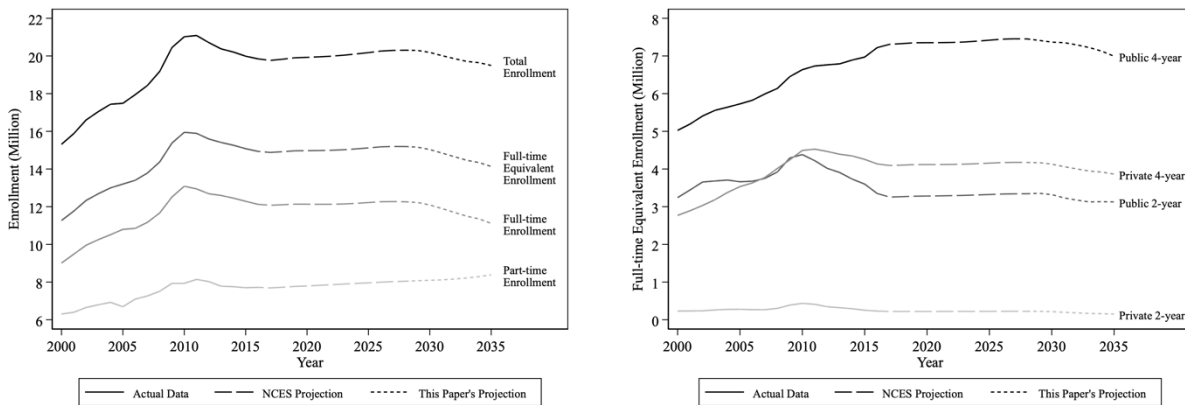 Enrollment (Million)
22
20
18
16
14
12
10
8
6
Total
Enrollment
Full-time
Equivalent
Enrollment
Full-time
Enrollment
Part-time
Enrollment
2000 2005 2010 2015 2020 2025 2030 2035
Year
Actual Data NCES Projection This Paper's Projection
Full-time Equivalent Enrollment (Million)
8
7
6
5
4
3
2
1
0
Public 4-year
Private 4-year
Public 2-year
Private 2-year
2000 2005 2010 2015 2020 2025 2030 2035
Year
Actual Data NCES Projection This Paper's Projection